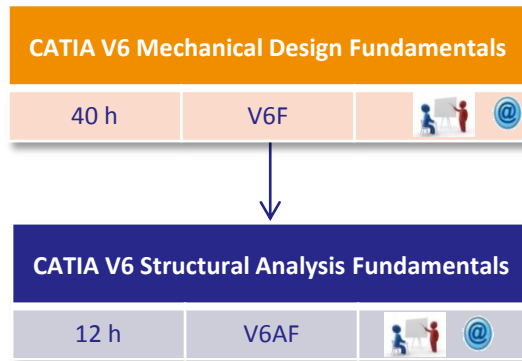 CATIA V6 Mechanical Design Fundamentals
40 h V6F @
CATIA V6 Structural Analysis Fundamentals
12 h V6AF @